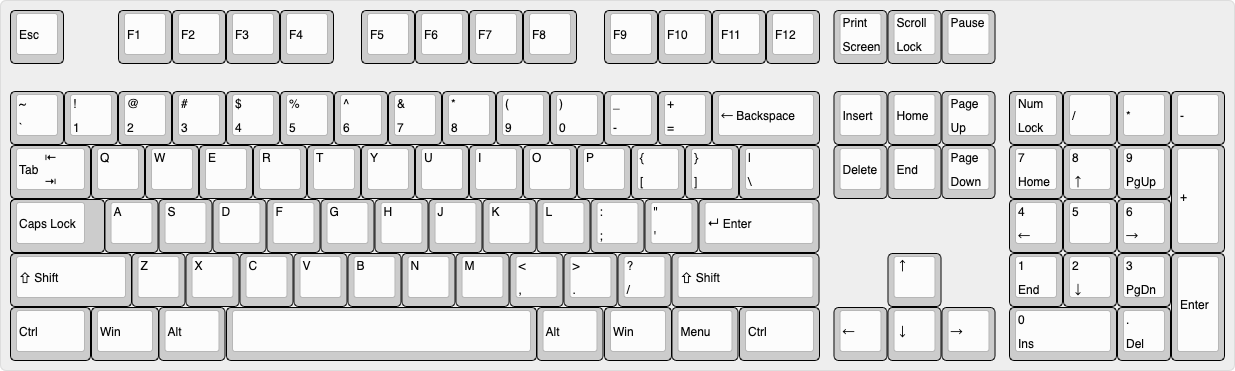 Esc F1 F2 F3 F4 F5 F6 F7 F8 F9 F10 F11 F12 Print Screen Scroll Lock Pause
~ ` ! 1 @ 2 # 3 $ 4 % 5 ^ 6 & 7 * 8 ( 9 ) 0 _ - + = ← Backspace Insert Home Page Up Num Lock / * -
Tab ⇤ ⇥ Q W E R T Y U I O P { [ } ] | \ Delete End Page Down 7 Home 8 ↑ 9 PgUp +
Caps Lock A S D F G H J K L : ; " ' ↵ Enter 4 ← 5 6 →
⇧ Shift Z X C V B N M < , > . ? / ⇧ Shift ↑ 1 End 2 ↓ 3 PgDn Enter
Ctrl Win Alt Alt Win Menu Ctrl ← ↓ → 0 Ins . Del